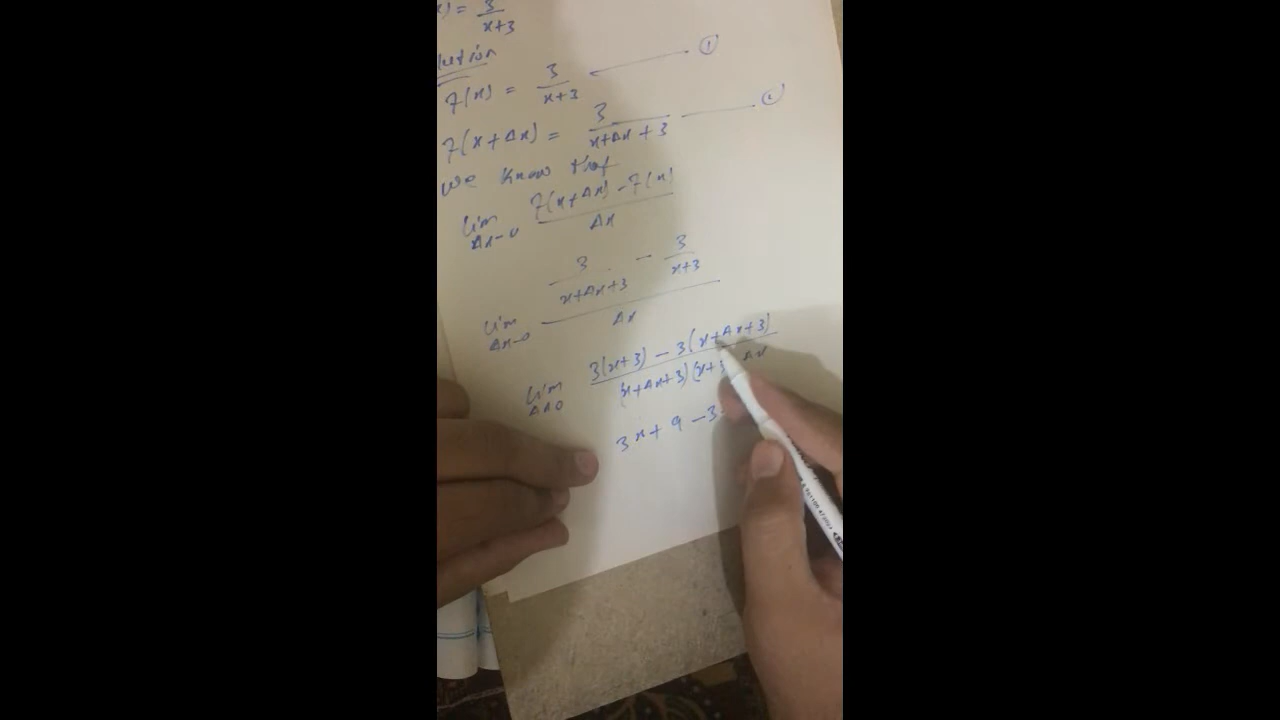 x) = 3/x+3
lution
f(x) = 3/x+3 ①
f(x+Δx) = 3/x+Δx+3 ②
we know that
lim Δx→0 f(x+Δx) - f(x)/Δx
lim Δx→0 3/x+Δx+3 - 3/x+3 / Δx
lim Δx→0 3(x+3) - 3(x+Δx+3)/(x+Δx+3)(x+3 Δx
3x+9-3